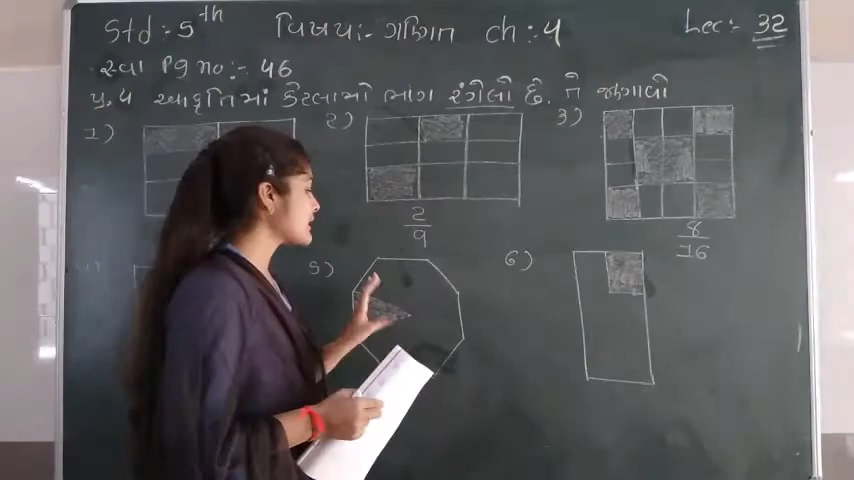 Std :- 5th વિષય :- ગણિત ch :- 4 Lec :- 32
સ્વા Pg no :- 46
પ્ર. 4 આકૃતિમાં કેટલામો ભાગ રંગેલો છે. તે જણાવો
1) 2) 3)
2/9
8/16
4) 5) 6)